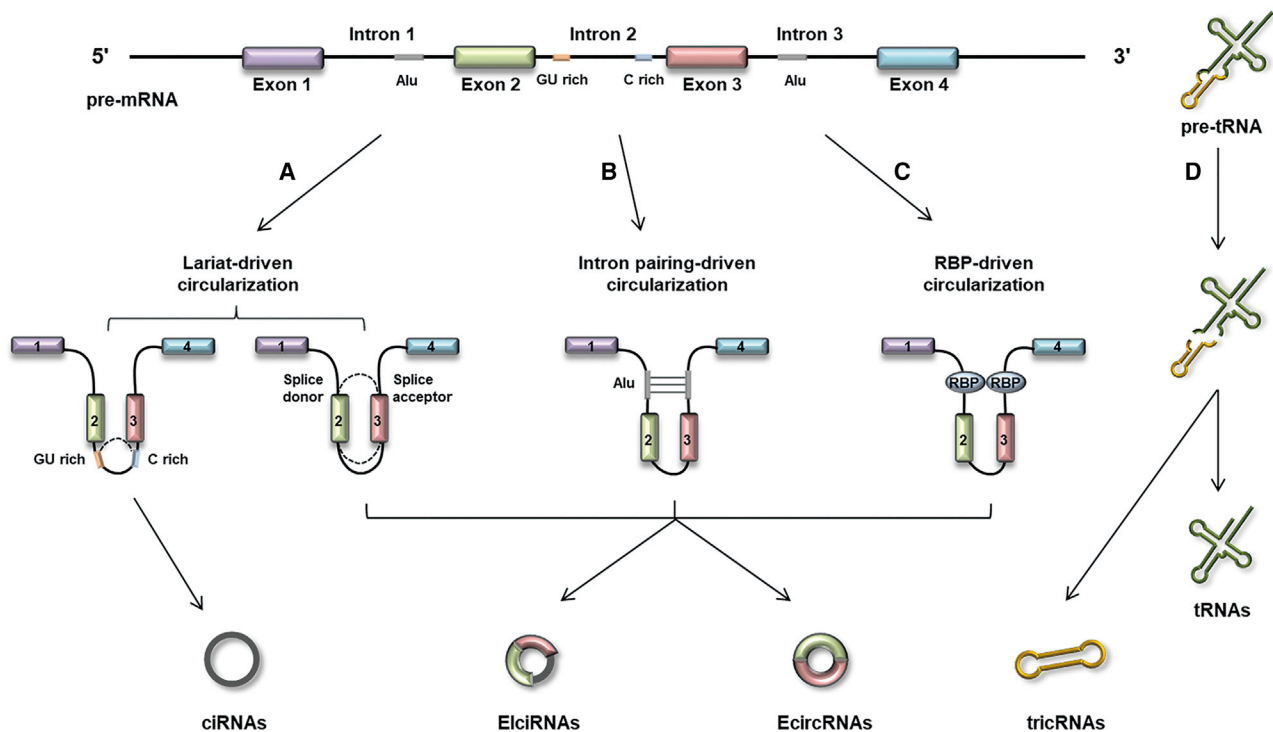 Intron 1 Intron 2 Intron 3
5' 3'
Exon 1 Alu Exon 2 GU rich C rich Exon 3 Alu Exon 4
pre-mRNA
pre-tRNA
A B C D
Lariat-driven
circularization
Intron pairing-driven
circularization
RBP-driven
circularization
1 4
2 3
GU rich C rich
1 4
Splice
donor
Splice
acceptor
2 3
1 4
Alu
2 3
1 4
RBP RBP
2 3
tRNAs
ciRNAs EIciRNAs EcircRNAs tricRNAs